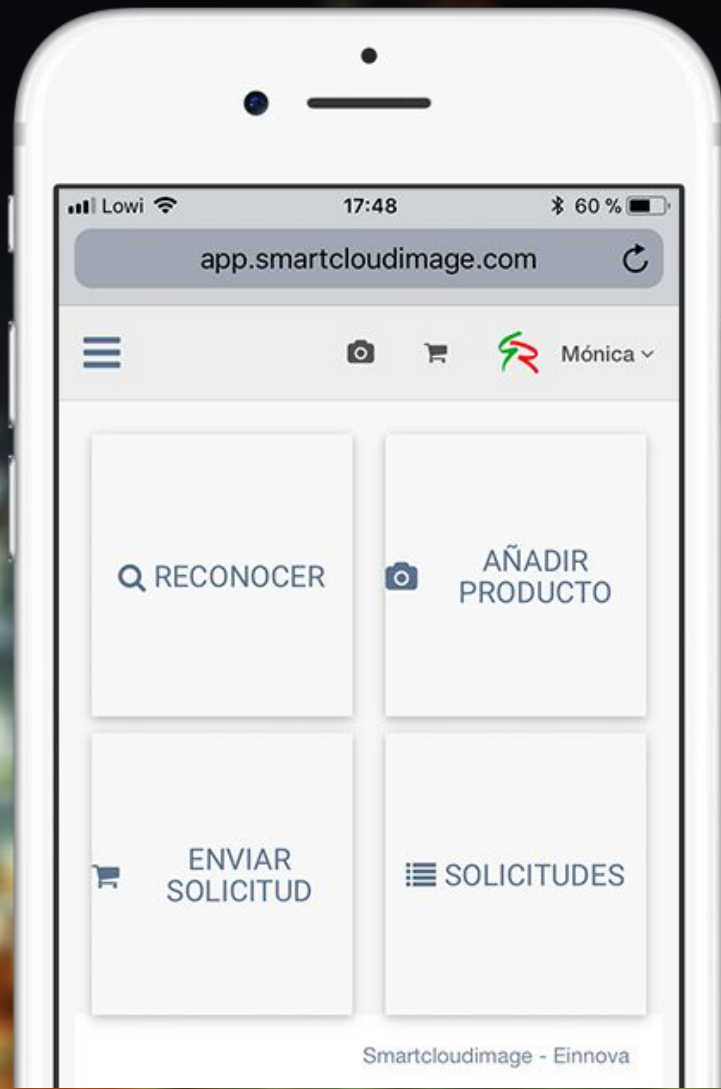 Lowi 17:48 60 %
app.smartcloudimage.com
Mónica
RECONOCER
AÑADIR
PRODUCTO
ENVIAR
SOLICITUD
SOLICITUDES
Smartcloudimage - Einnova